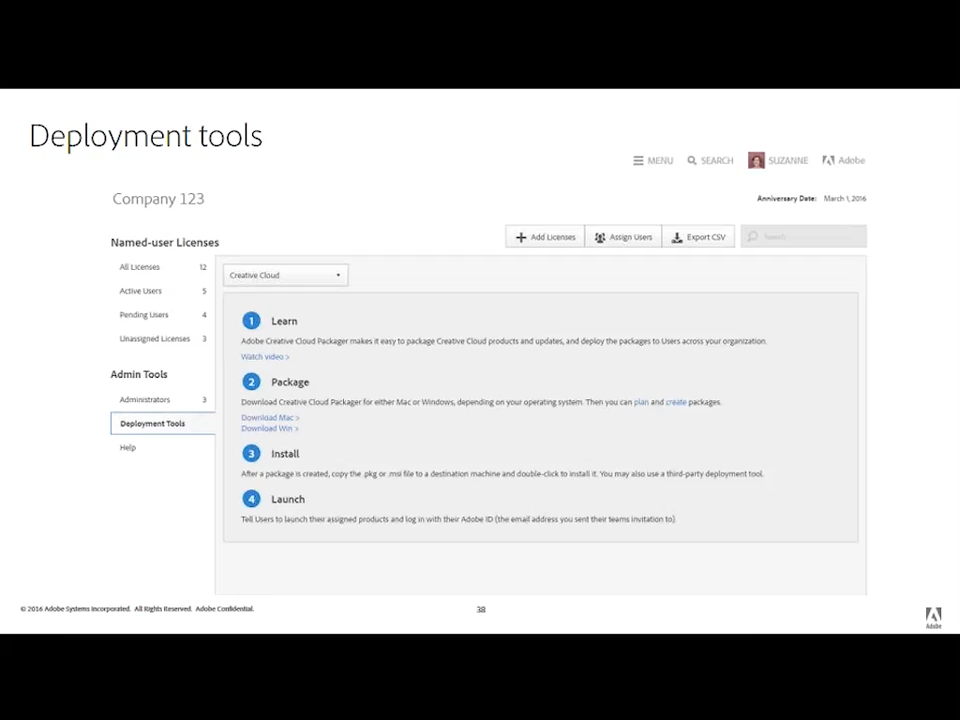 Deployment tools
MENU SEARCH SUZANNE Adobe
Company 123
Anniversary Date: March 1, 2016
Named-user Licenses
Add Licenses Assign Users Export CSV Search
All Licenses 12
Active Users 5
Pending Users 4
Unassigned Licenses 3
Admin Tools
Administrators 3
Deployment Tools
Help
Creative Cloud
1 Learn
Adobe Creative Cloud Packager makes it easy to package Creative Cloud products and updates, and deploy the packages to Users across your organization.
Watch video >
2 Package
Download Creative Cloud Packager for either Mac or Windows, depending on your operating system. Then you can plan and create packages.
Download Mac >
Download Win >
3 Install
After a package is created, copy the .pkg or .msi file to a destination machine and double-click to install it. You may also use a third-party deployment tool.
4 Launch
Tell Users to launch their assigned products and log in with their Adobe ID (the email address you sent their teams invitation to)
© 2016 Adobe Systems Incorporated. All Rights Reserved. Adobe Confidential.
38
Adobe